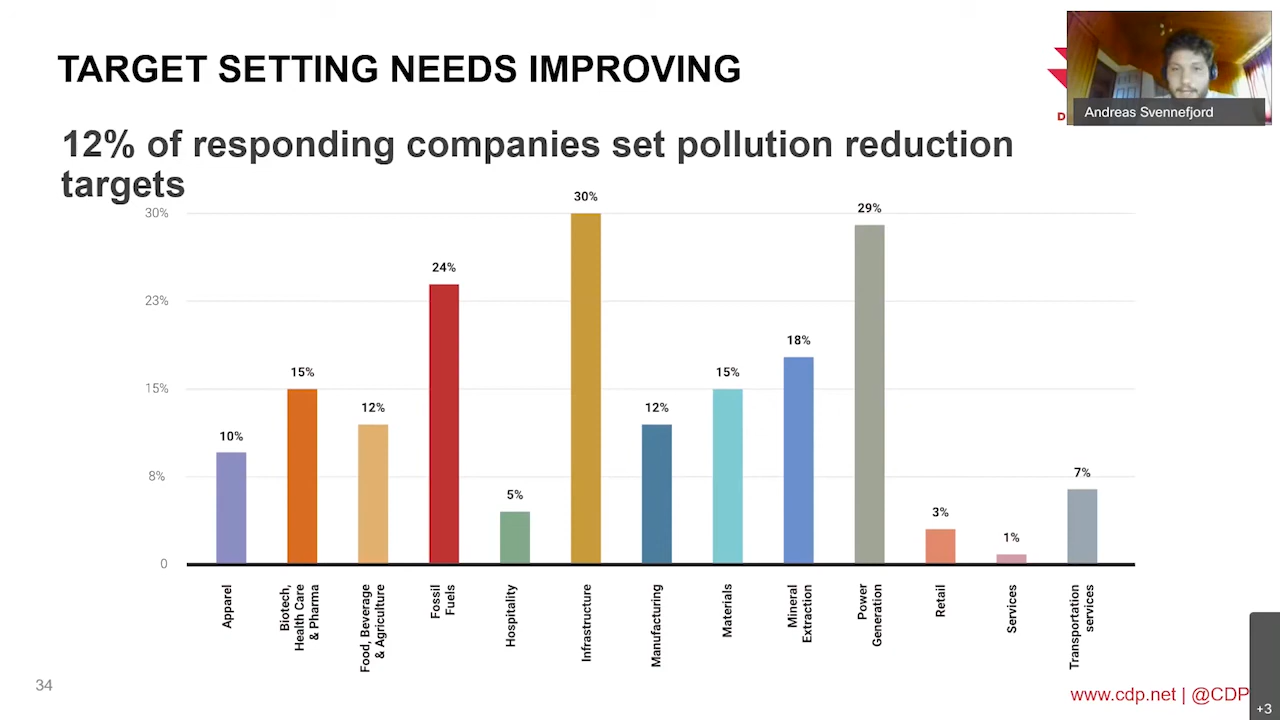 TARGET SETTING NEEDS IMPROVING
D
Andreas Svennefjord
12% of responding companies set pollution reduction
targets
30%
23%
15%
8%
0
10%
15%
12%
24%
5%
30%
12%
15%
18%
29%
3%
1%
7%
Apparel
Biotech,
Health Care
& Pharma
Food, Beverage
& Agriculture
Fossil
Fuels
Hospitality
Infrastructure
Manufacturing
Materials
Mineral
Extraction
Power
Generation
Retail
Services
Transportation
services
34
www.cdp.net | @CDP
+3